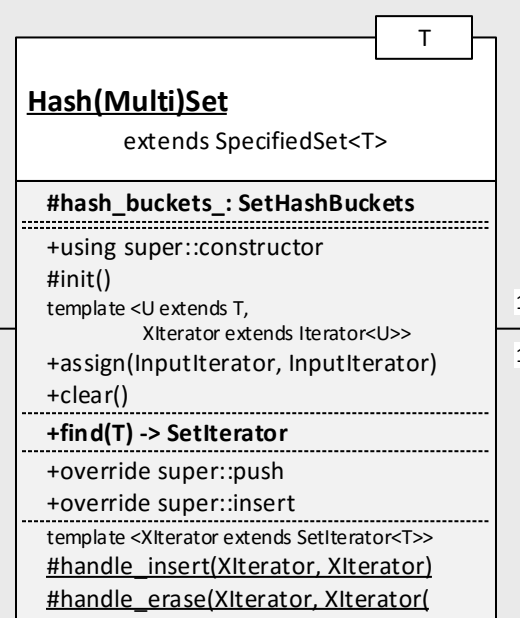 T
Hash(Multi)Set
extends SpecifiedSet<T>
#hash_buckets_: SetHashBuckets
+using super::constructor
#init()
template <U extends T,
XIterator extends Iterator<U>>
+assign(InputIterator, InputIterator)
+clear()
+find(T) -> SetIterator
+override super::push
+override super::insert
template <XIterator extends SetIterator<T>>
#handle_insert(XIterator, XIterator)
#handle_erase(XIterator, XIterator(